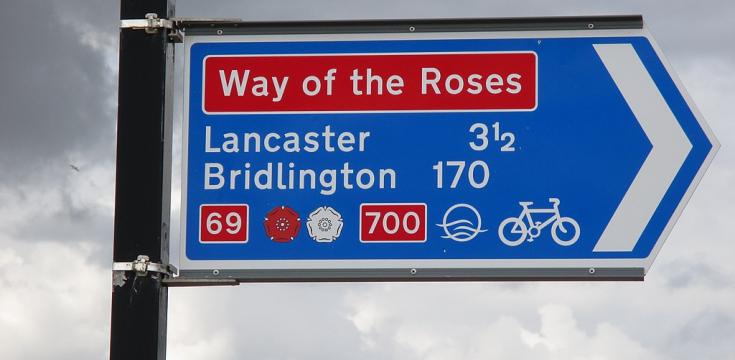 Way of the Roses
Lancaster 3½
Bridlington 170
69 700